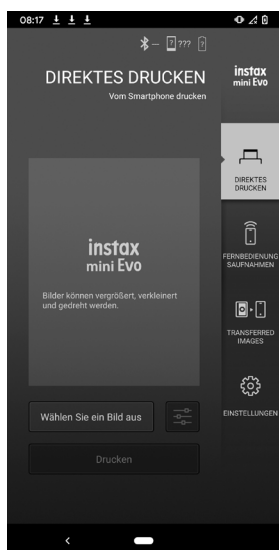 08:17
– ? ??? ?
DIREKTES DRUCKEN
Vom Smartphone drucken
instax
mini Evo
DIREKTES
DRUCKEN
FERNBEDIENUNG
SAUFNAHMEN
TRANSFERRED
IMAGES
EINSTELLUNGEN
instax
mini Evo
Bilder können vergrößert, verkleinert
und gedreht werden.
Wählen Sie ein Bild aus
Drucken